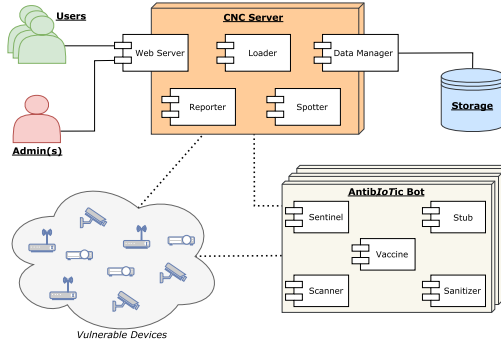 Users
CNC Server
Web Server
Loader
Data Manager
Reporter
Spotter
Storage
Admin(s)
AntibIoTic Bot
Sentinel
Stub
Vaccine
Scanner
Sanitizer
Vulnerable Devices